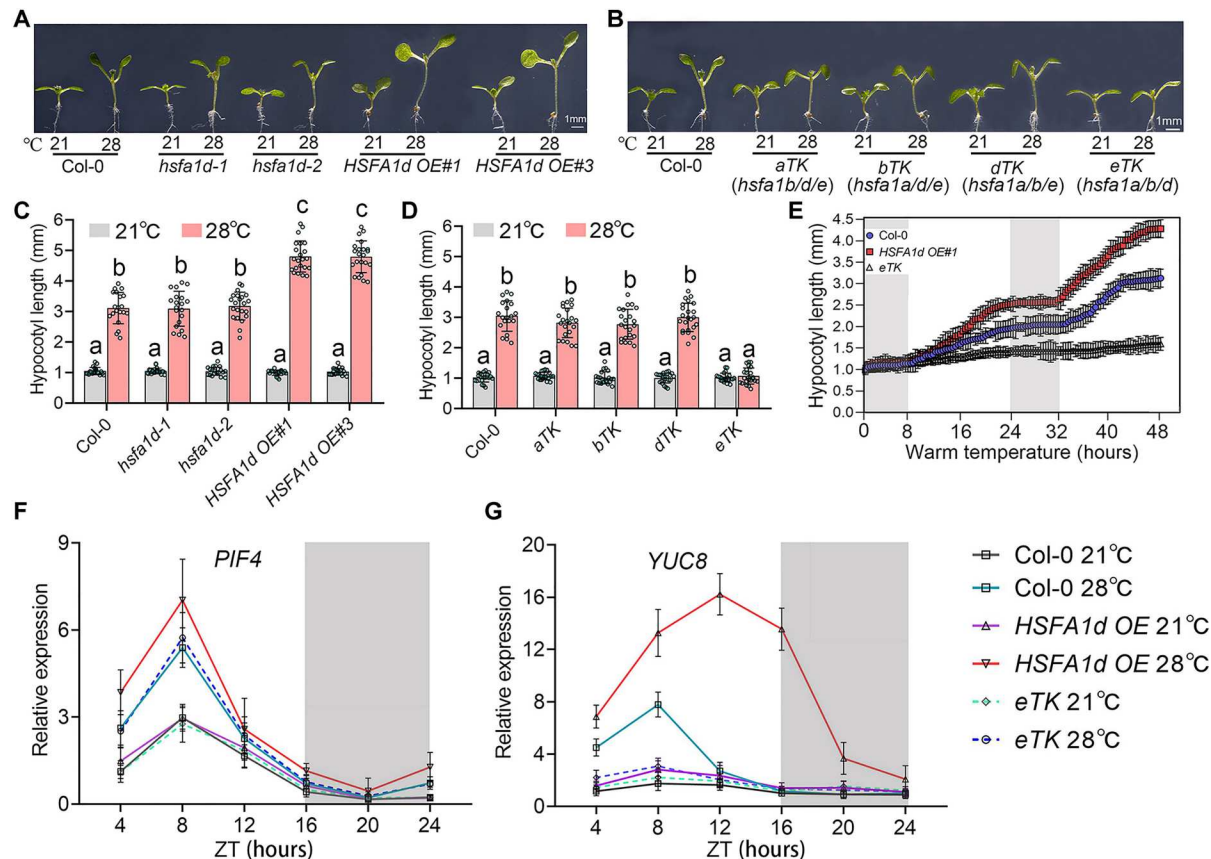 A
1mm
21 28 21 28 21 28 21 28 21 28
°C
Col-0 hsfa1d-1 hsfa1d-2 HSFA1d OE#1 HSFA1d OE#3
B
1mm
21 28 21 28 21 28 21 28 21 28
°C
Col-0 aTK bTK dTK eTK
(hsfa1b/d/e) (hsfa1a/d/e) (hsfa1a/b/e) (hsfa1a/b/d)
C
21°C 28°C
Hypocotyl length (mm)
7
6
5
4
3
2
1
0
a b a b a b a c a c
Col-0
hsfa1d-1
hsfa1d-2
HSFA1d OE#1
HSFA1d OE#3
D
21°C 28°C
Hypocotyl length (mm)
6
5
4
3
2
1
0
a b a b a b a b a a
Col-0
aTK
bTK
dTK
eTK
E
Col-0
HSFA1d OE#1
eTK
Hypocotyl length (mm)
4.5
4.0
3.5
3.0
2.5
2.0
1.5
1.0
0.5
0.0
0 8 16 24 32 40 48
Warm temperature (hours)
F
PIF4
Relative expression
9
6
3
0
4 8 12 16 20 24
ZT (hours)
G
YUC8
Relative expression
20
16
12
8
4
0
4 8 12 16 20 24
ZT (hours)
Col-0 21°C
Col-0 28°C
HSFA1d OE 21°C
HSFA1d OE 28°C
eTK 21°C
eTK 28°C